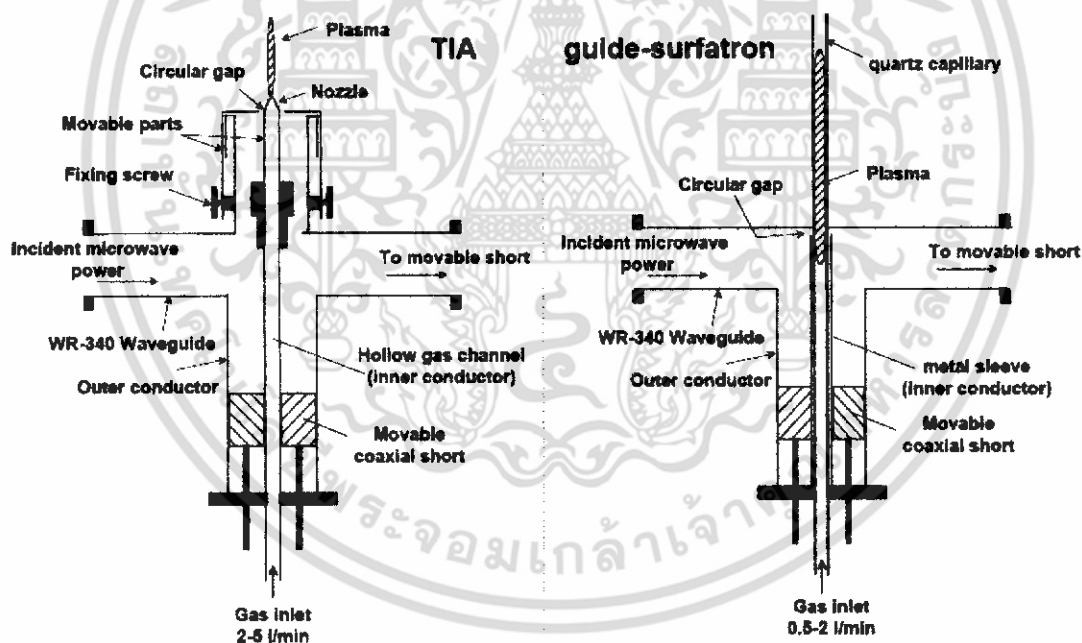 TIA
Plasma
Circular gap
Nozzle
Movable parts
Fixing screw
Incident microwave
power
To movable short
WR-340 Waveguide
Outer conductor
Hollow gas channel
(inner conductor)
Movable
coaxial short
Gas inlet
2-5 l/min
guide-surfatron
quartz capillary
Circular gap
Plasma
Incident microwave
power
To movable short
WR-340 Waveguide
Outer conductor
metal sleeve
(inner conductor)
Movable
coaxial short
Gas inlet
0.5-2 l/min